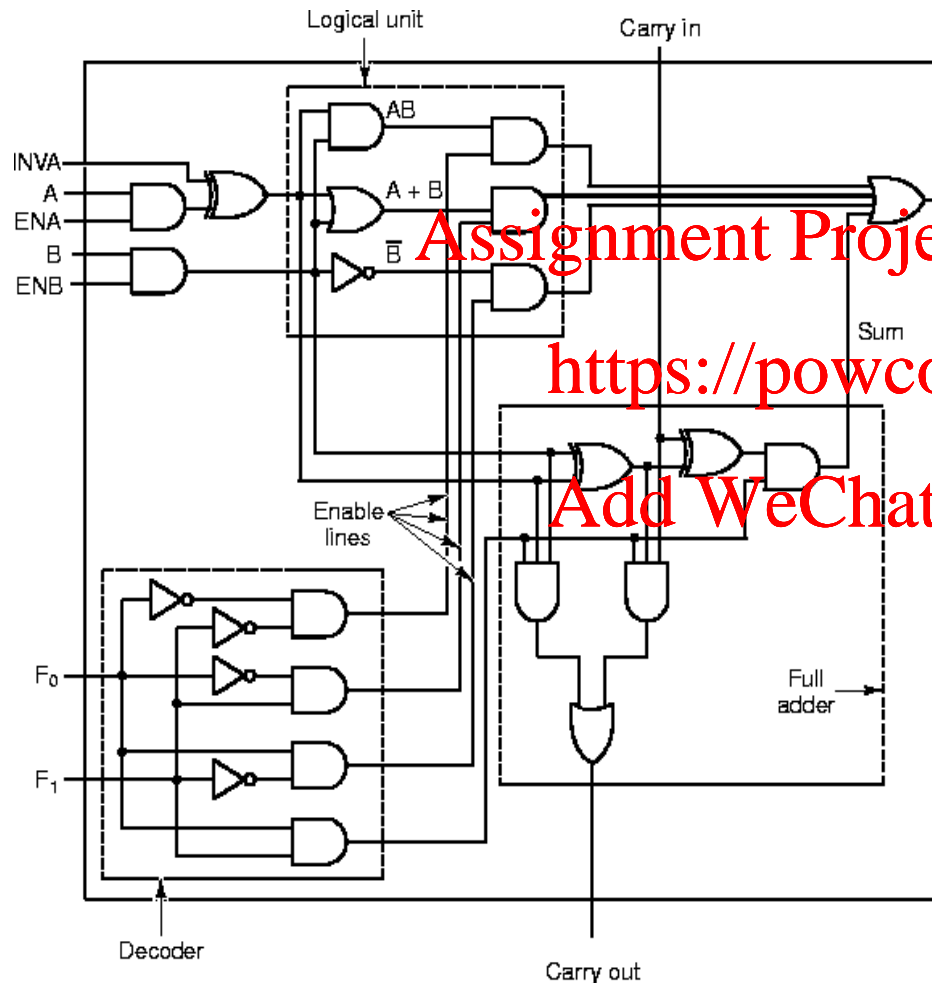 Logical unit
Carry in
AB
INVA
A
ENA
A + B
B
ENB
B̅
Assignment Proje
Sum
https://powco
Add WeChat
Enable
lines
F₀
F₁
Full
adder
Decoder
Carry out